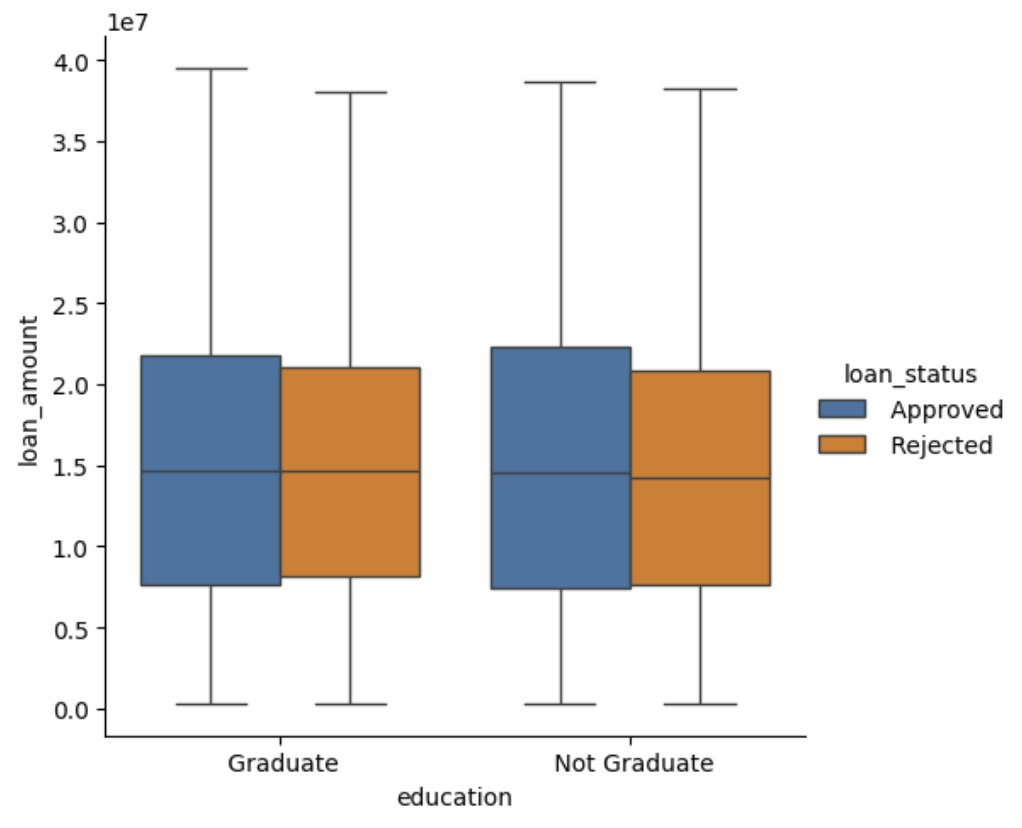 1e7
4.0
3.5
3.0
2.5
2.0
1.5
1.0
0.5
0.0
loan_amount
Graduate
Not Graduate
education
loan_status
Approved
Rejected